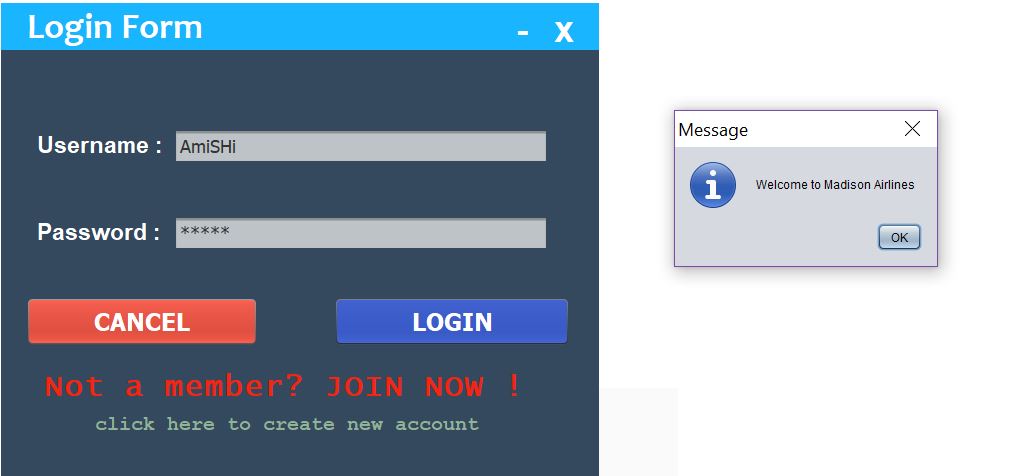 Login Form - X
Username : AmiSHi
Password : *****
CANCEL LOGIN
Not a member? JOIN NOW !
click here to create new account
Message
i Welcome to Madison Airlines
OK